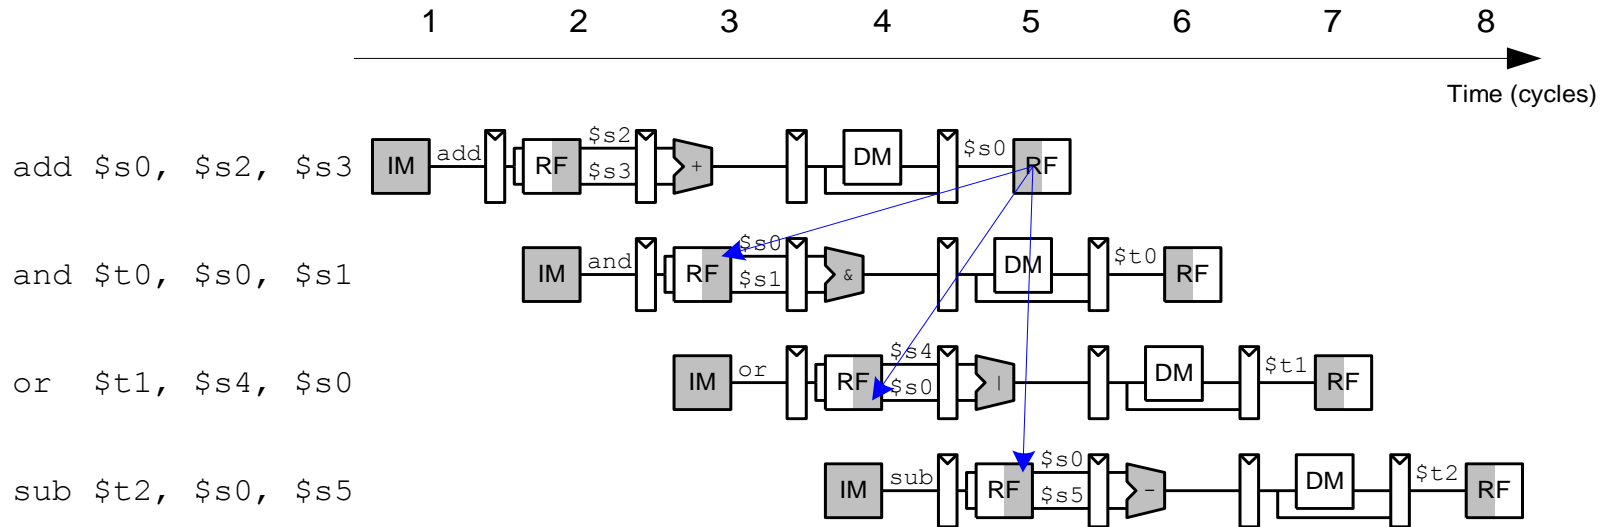 1 2 3 4 5 6 7 8
Time (cycles)
add $s0, $s2, $s3 IM add RF $s2 $s3 + DM $s0 RF
and $t0, $s0, $s1 IM and RF $s0 $s1 & DM $t0 RF
or $t1, $s4, $s0 IM or RF $s4 $s0 | DM $t1 RF
sub $t2, $s0, $s5 IM sub RF $s0 $s5 - DM $t2 RF